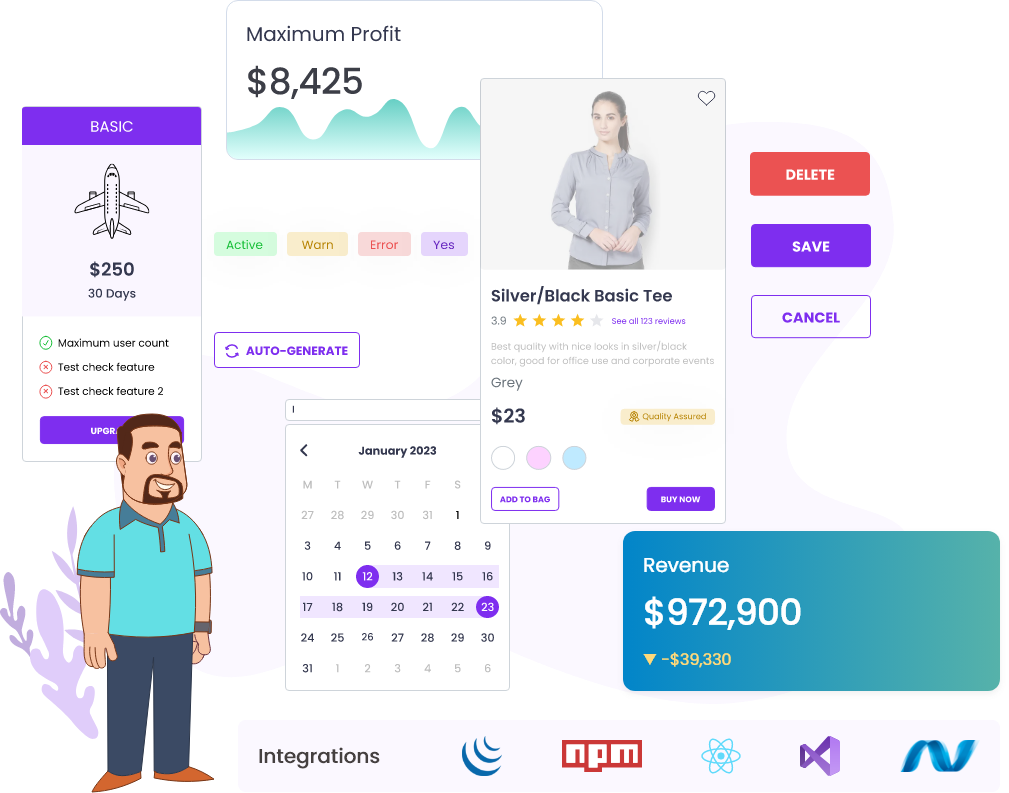 Maximum Profit
$8,425
BASIC
$250
30 Days
Maximum user count
Test check feature
Test check feature 2
Active
Warn
Error
Yes
AUTO-GENERATE
I
January 2023
M T W T F S
27 28 29 30 31 1
3 4 5 6 7 8 9
10 11 12 13 14 15 16
17 18 19 20 21 22 23
24 25 26 27 28 29 30
31 1 2 3 4 5 6
Silver/Black Basic Tee
3.9 See all 123 reviews
Best quality with nice looks in silver/black
color, good for office use and corporate events
Grey
$23
Quality Assured
ADD TO BAG
BUY NOW
DELETE
SAVE
CANCEL
Revenue
$972,900
-$39,330
Integrations
npm